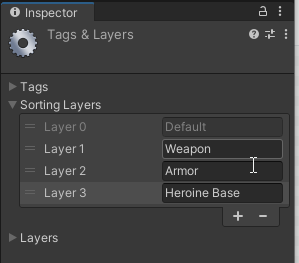 Inspector
Tags & Layers
Tags
Sorting Layers
Layer 0 Default
Layer 1 Weapon
Layer 2 Armor
Layer 3 Heroine Base
Layers